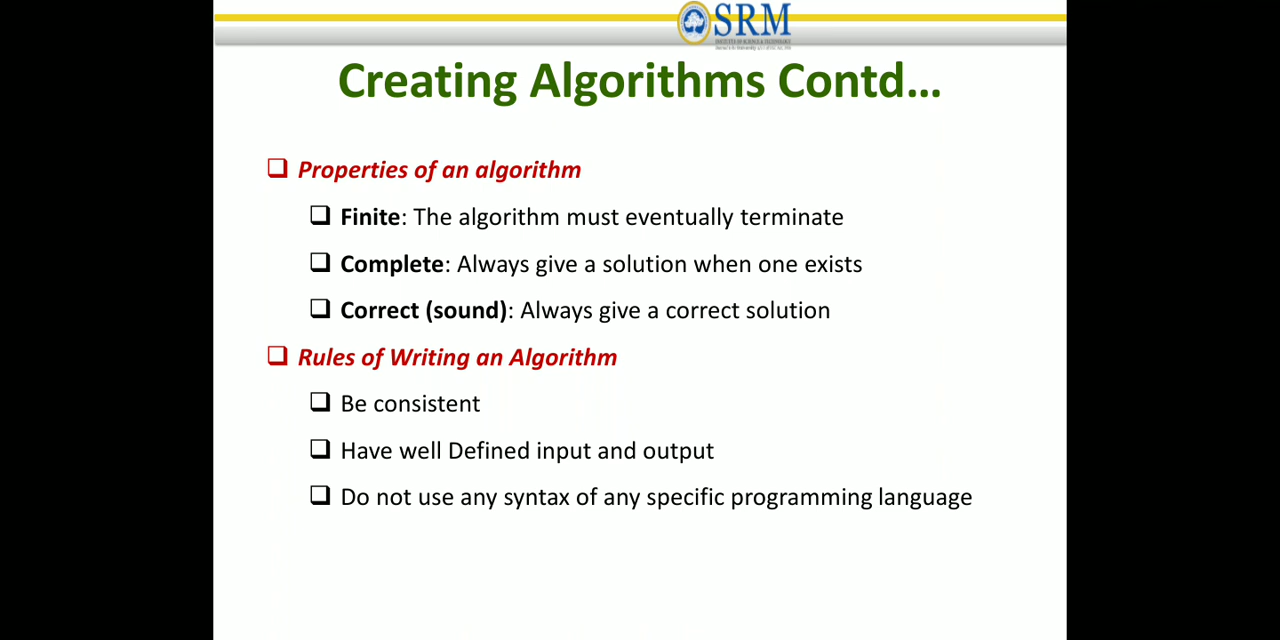 SRM
Creating Algorithms Contd...
Properties of an algorithm
Finite: The algorithm must eventually terminate
Complete: Always give a solution when one exists
Correct (sound): Always give a correct solution
Rules of Writing an Algorithm
Be consistent
Have well Defined input and output
Do not use any syntax of any specific programming language